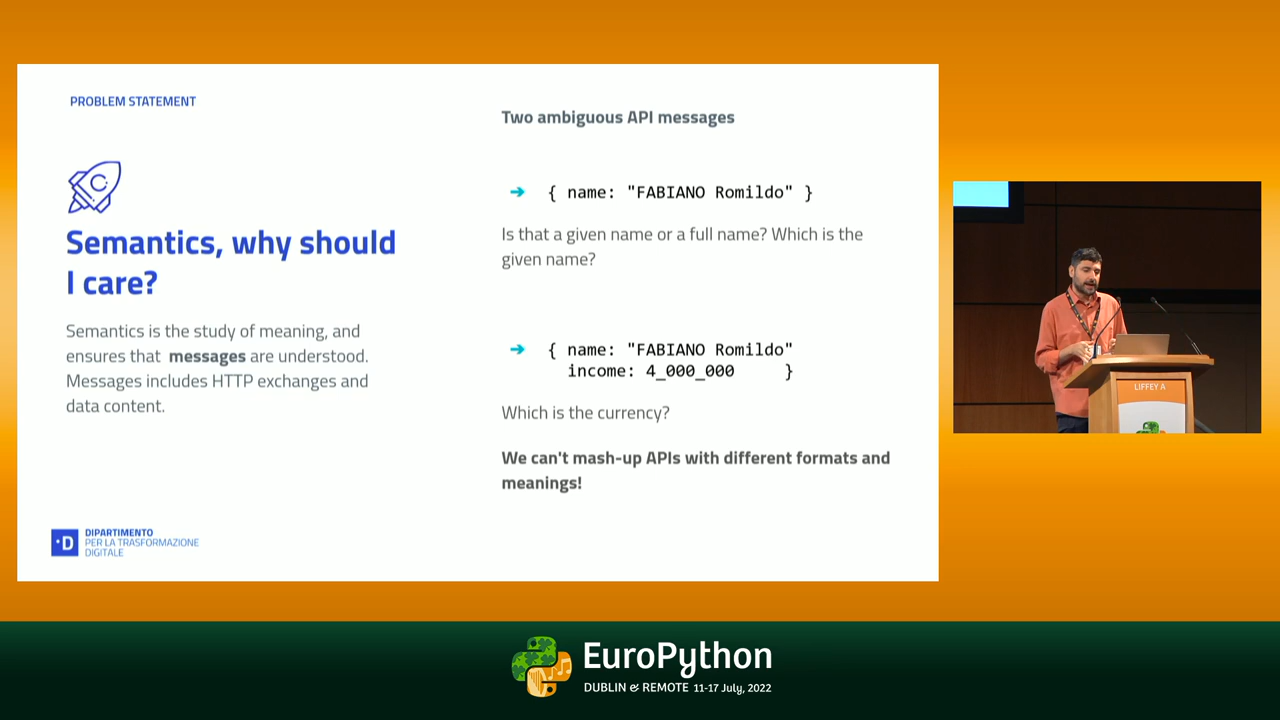 PROBLEM STATEMENT
Semantics, why should
I care?
Semantics is the study of meaning, and
ensures that messages are understood.
Messages includes HTTP exchanges and
data content.
DIPARTIMENTO
PER LA TRASFORMAZIONE
DIGITALE
Two ambiguous API messages
➔ { name: "FABIANO Romildo" }
Is that a given name or a full name? Which is the
given name?
➔ { name: "FABIANO Romildo"
income: 4_000_000 }
Which is the currency?
We can't mash-up APIs with different formats and
meanings!
LIFFEY A
EuroPython
DUBLIN & REMOTE 11-17 July, 2022